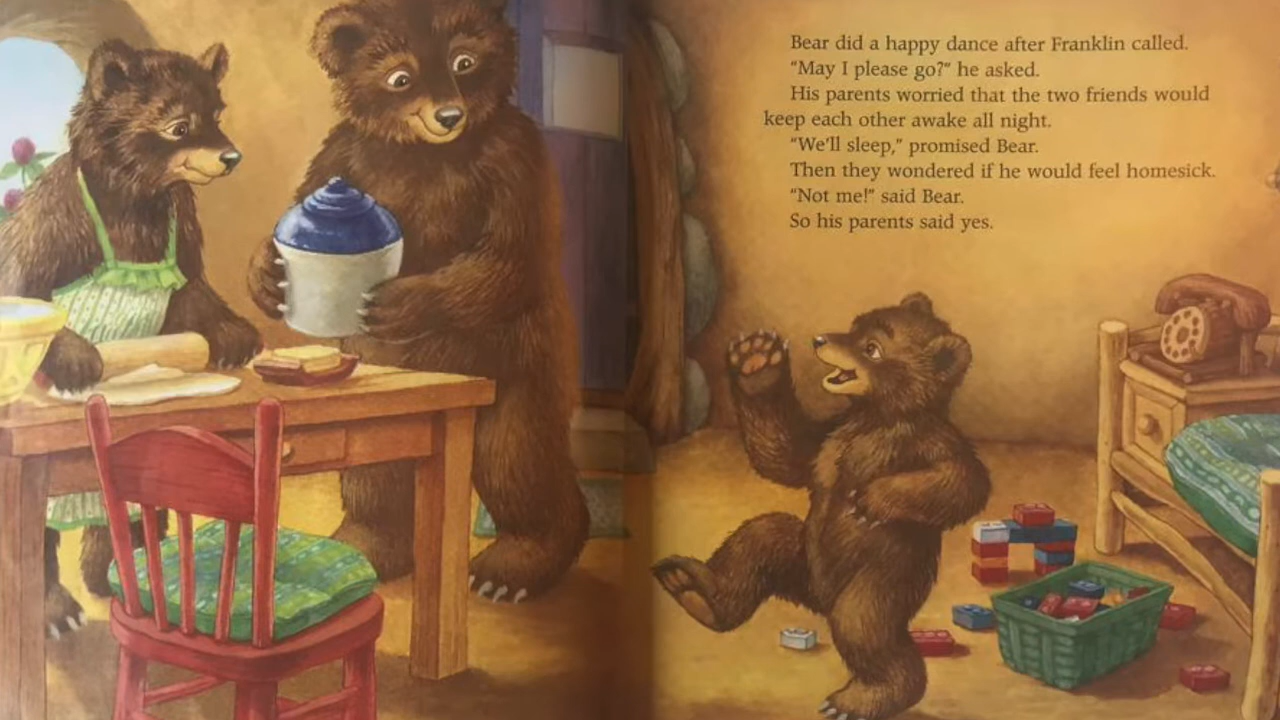 Bear did a happy dance after Franklin called.
"May I please go?" he asked.
His parents worried that the two friends would
keep each other awake all night.
"We'll sleep," promised Bear.
Then they wondered if he would feel homesick.
"Not me!" said Bear.
So his parents said yes.